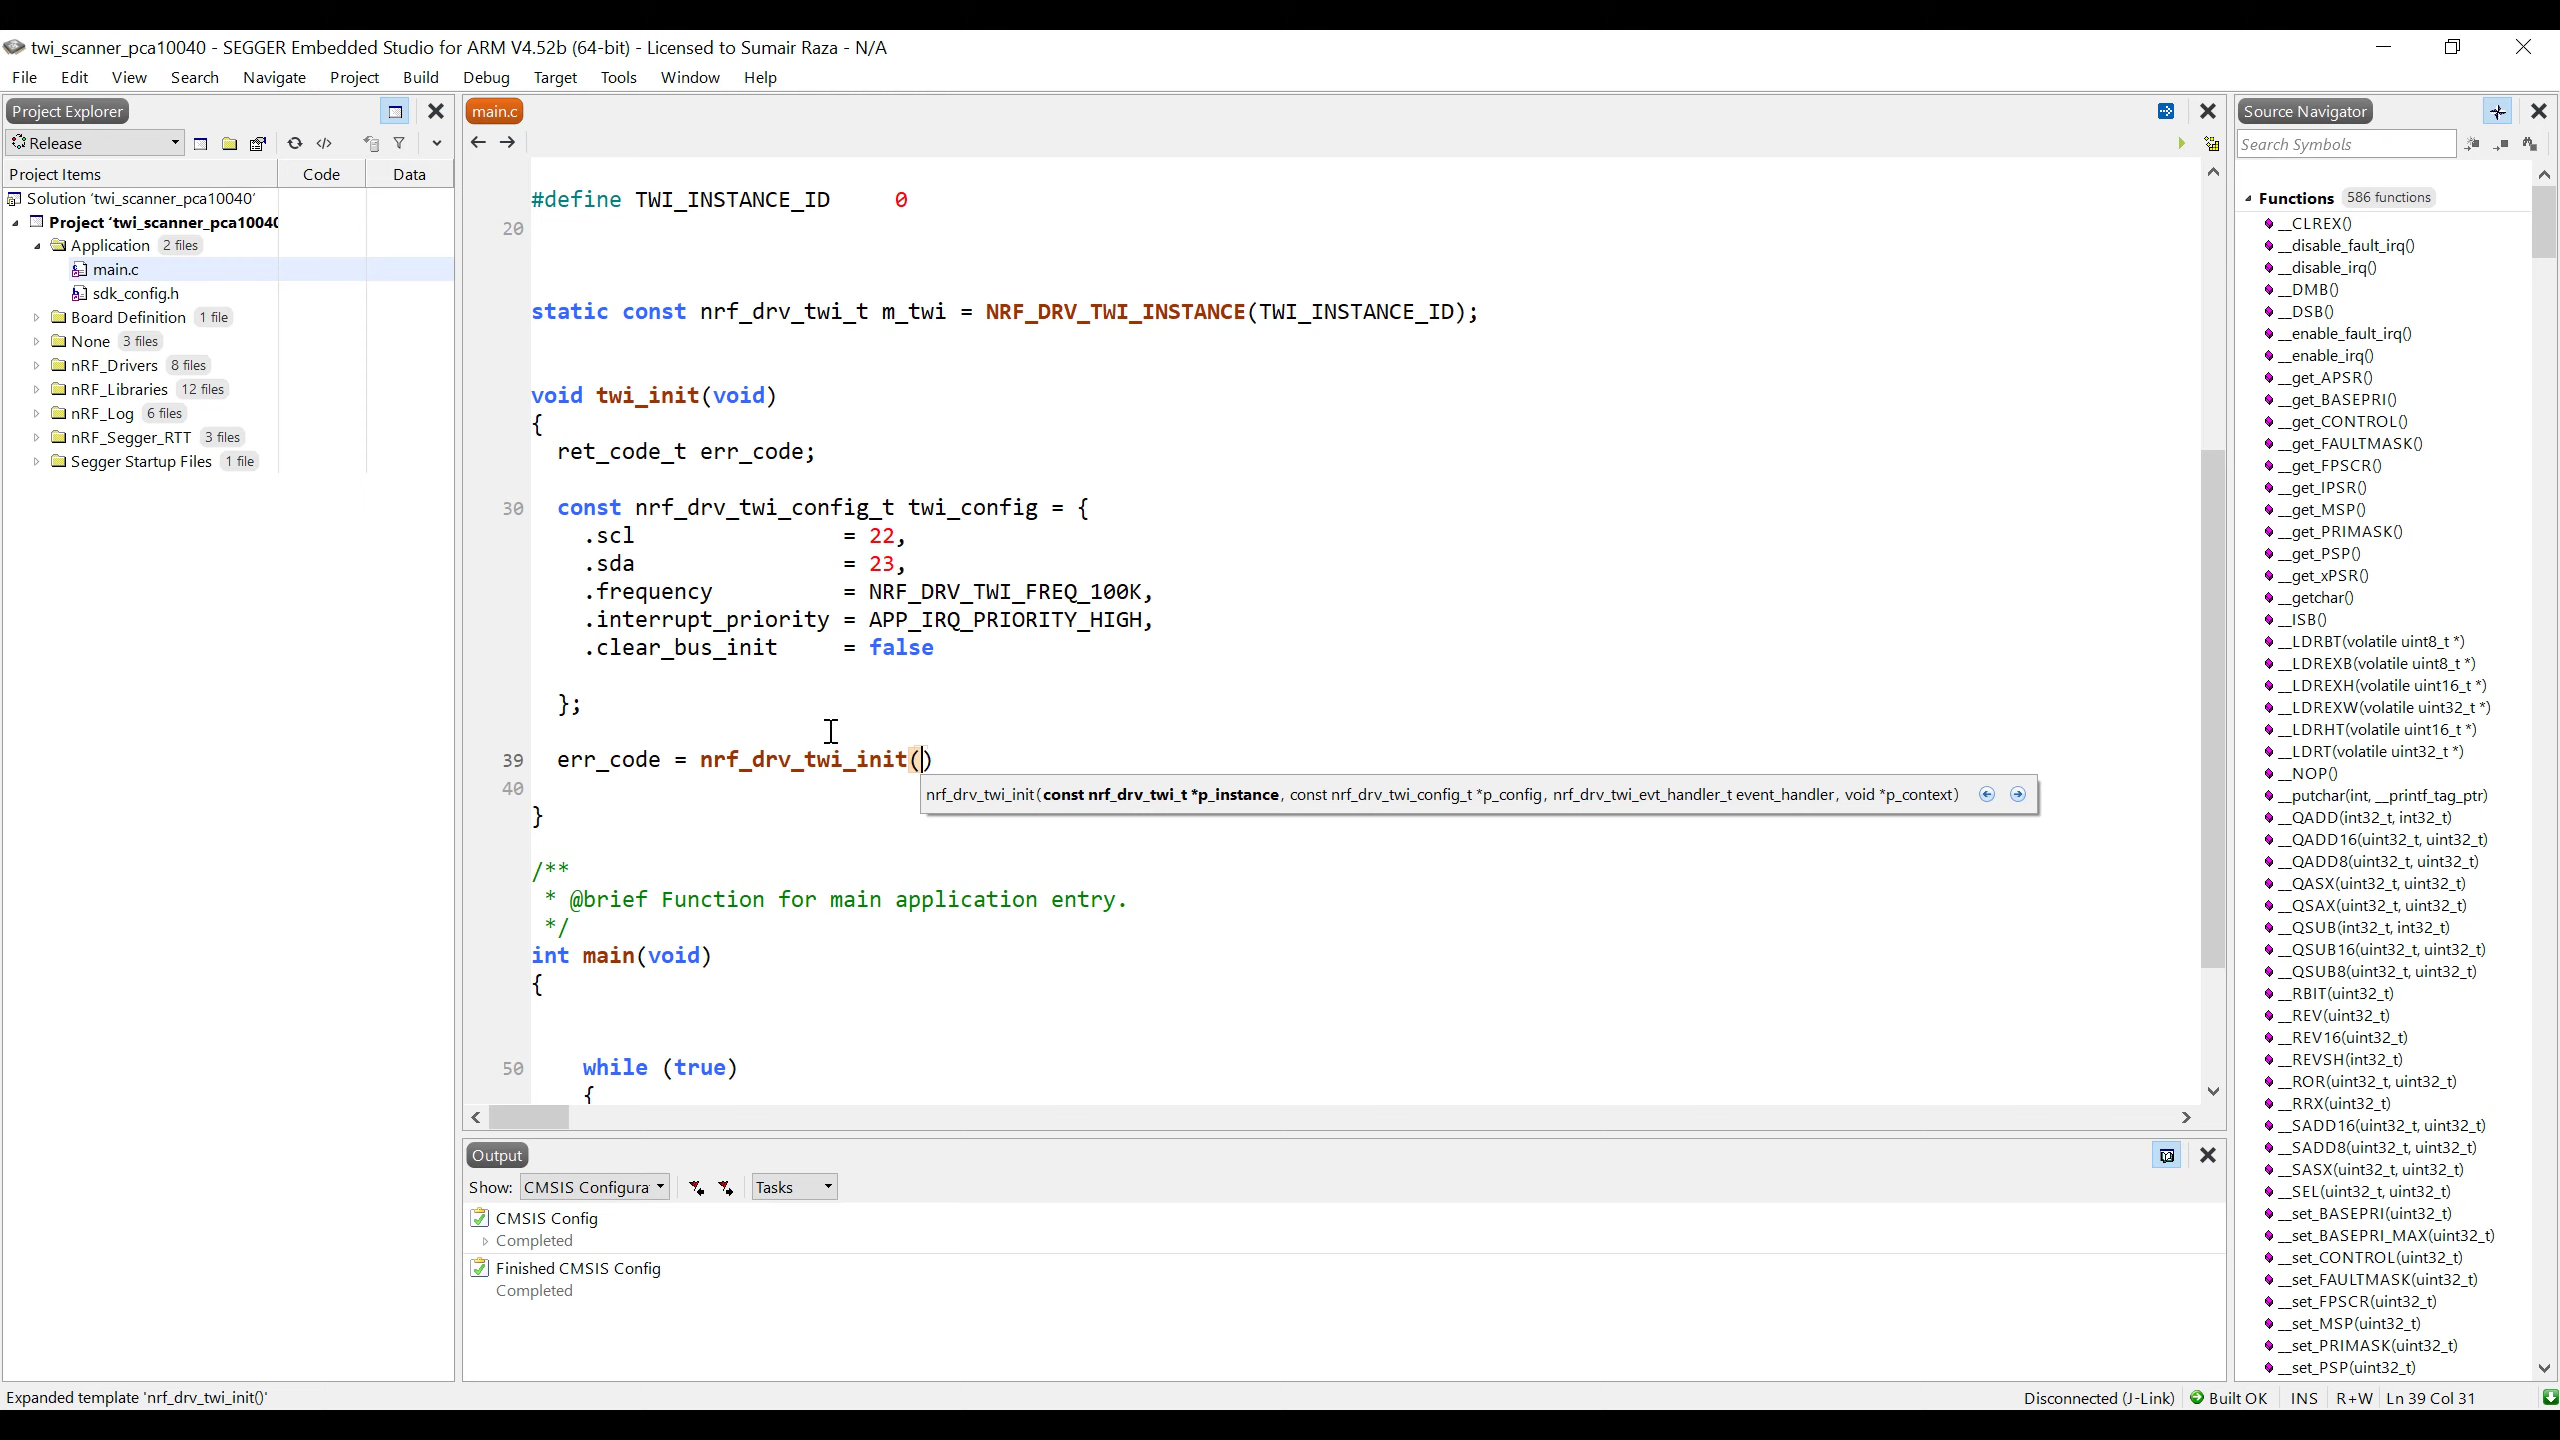 twi_scanner_pca10040 - SEGGER Embedded Studio for ARM V4.52b (64-bit) - Licensed to Sumair Raza - N/A
File Edit View Search Navigate Project Build Debug Target Tools Window Help
Project Explorer
Release
Project Items Code Data
Solution 'twi_scanner_pca10040'
Project 'twi_scanner_pca10040
Application 2 files
main.c
sdk_config.h
Board Definition 1 file
None 3 files
nRF_Drivers 8 files
nRF_Libraries 12 files
nRF_Log 6 files
nRF_Segger_RTT 3 files
Segger Startup Files 1 file
main.c
#define TWI_INSTANCE_ID 0
20
static const nrf_drv_twi_t m_twi = NRF_DRV_TWI_INSTANCE(TWI_INSTANCE_ID);
void twi_init(void)
{
ret_code_t err_code;
30 const nrf_drv_twi_config_t twi_config = {
.scl = 22,
.sda = 23,
.frequency = NRF_DRV_TWI_FREQ_100K,
.interrupt_priority = APP_IRQ_PRIORITY_HIGH,
.clear_bus_init = false
};
39 err_code = nrf_drv_twi_init()
40
nrf_drv_twi_init(const nrf_drv_twi_t *p_instance, const nrf_drv_twi_config_t *p_config, nrf_drv_twi_evt_handler_t event_handler, void *p_context)
}
/**
* @brief Function for main application entry.
*/
int main(void)
{
50 while (true)
{
Output
Show: CMSIS Configura Tasks
CMSIS Config
Completed
Finished CMSIS Config
Completed
Source Navigator
Search Symbols
Functions 586 functions
__CLREX()
__disable_fault_irq()
__disable_irq()
__DMB()
__DSB()
__enable_fault_irq()
__enable_irq()
__get_APSR()
__get_BASEPRI()
__get_CONTROL()
__get_FAULTMASK()
__get_FPSCR()
__get_IPSR()
__get_MSP()
__get_PRIMASK()
__get_PSP()
__get_xPSR()
__getchar()
__ISB()
__LDRBT(volatile uint8_t *)
__LDREXB(volatile uint8_t *)
__LDREXH(volatile uint16_t *)
__LDREXW(volatile uint32_t *)
__LDRHT(volatile uint16_t *)
__LDRT(volatile uint32_t *)
__NOP()
__putchar(int, __printf_tag_ptr)
__QADD(int32_t, int32_t)
__QADD16(uint32_t, uint32_t)
__QADD8(uint32_t, uint32_t)
__QASX(uint32_t, uint32_t)
__QSAX(uint32_t, uint32_t)
__QSUB(int32_t, int32_t)
__QSUB16(uint32_t, uint32_t)
__QSUB8(uint32_t, uint32_t)
__RBIT(uint32_t)
__REV(uint32_t)
__REV16(uint32_t)
__REVSH(int32_t)
__ROR(uint32_t, uint32_t)
__RRX(uint32_t)
__SADD16(uint32_t, uint32_t)
__SADD8(uint32_t, uint32_t)
__SASX(uint32_t, uint32_t)
__SEL(uint32_t, uint32_t)
__set_BASEPRI(uint32_t)
__set_BASEPRI_MAX(uint32_t)
__set_CONTROL(uint32_t)
__set_FAULTMASK(uint32_t)
__set_FPSCR(uint32_t)
__set_MSP(uint32_t)
__set_PRIMASK(uint32_t)
__set_PSP(uint32_t)
Expanded template 'nrf_drv_twi_init()' Disconnected (J-Link) Built OK INS R+W Ln 39 Col 31